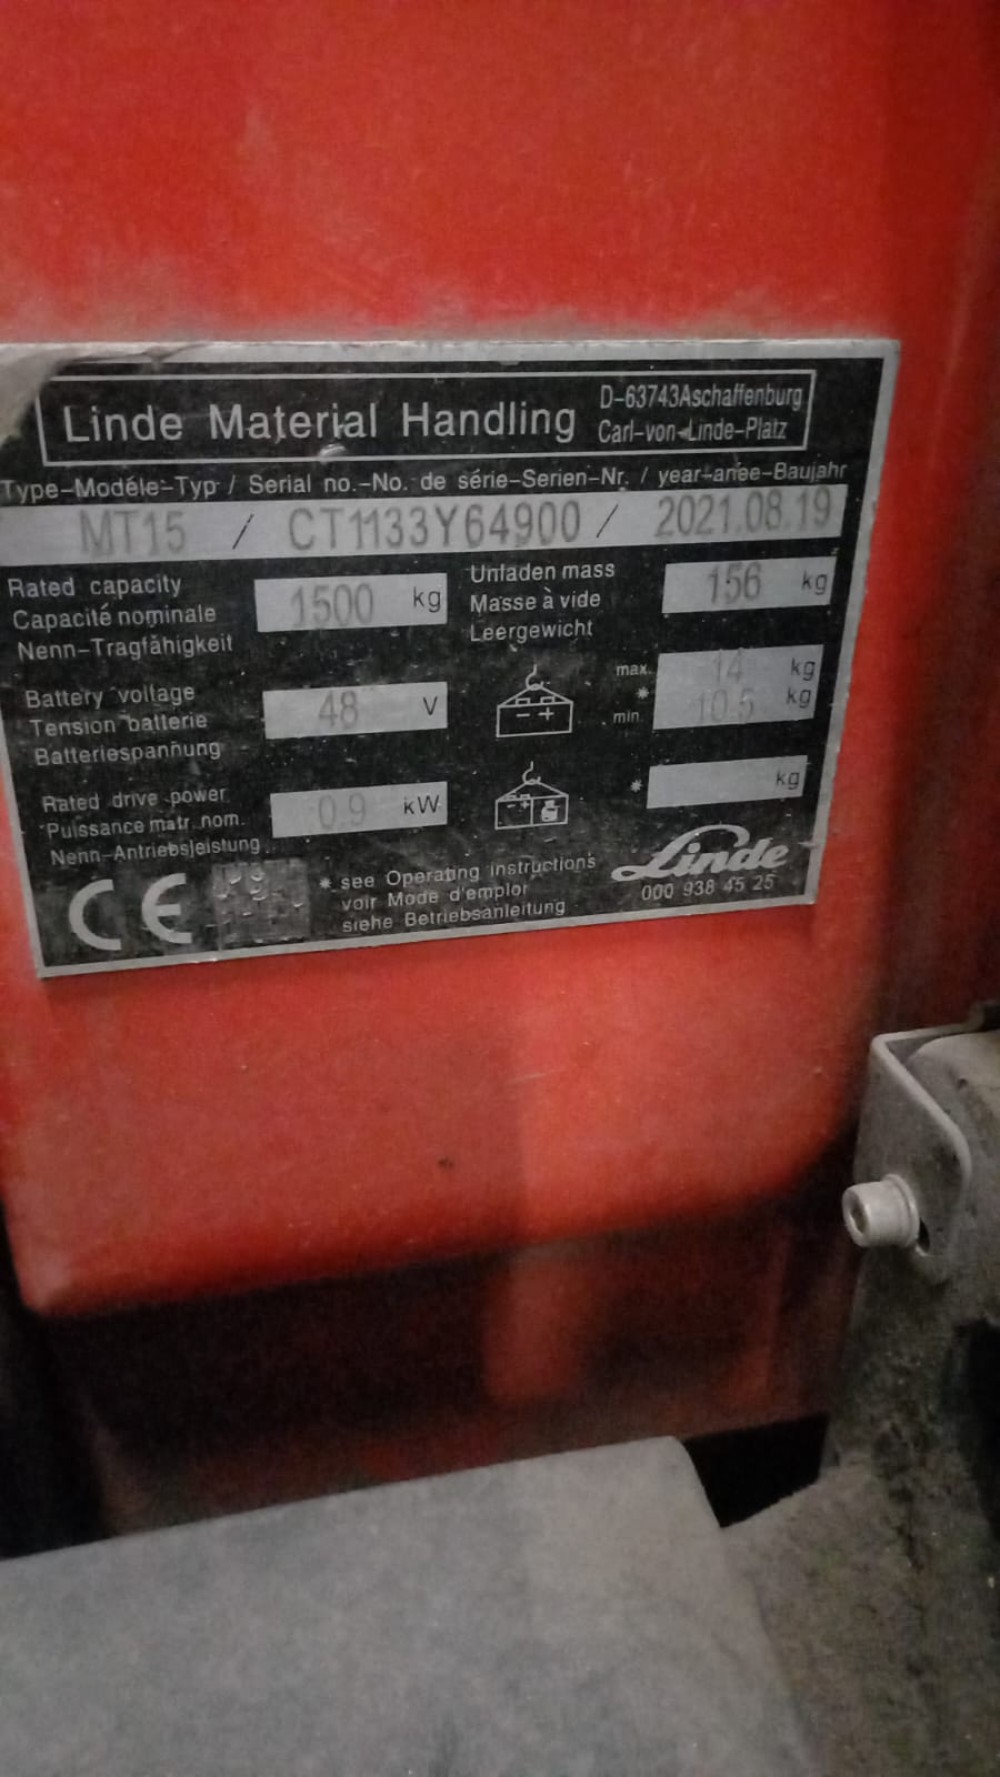 Linde Material Handling
D-63743Aschaffenburg
Carl-von-Linde-Platz
Type-Modéle-Typ / Serial no.-No. de série-Serien-Nr. / year-anee-Baujahr
MT15 / CT1133Y64900 / 2021.08.19
Rated capacity
Capacité nominale
Nenn-Tragfähigkeit
1500 kg
Unladen mass
Masse à vide
Leergewicht
156 kg
Battery voltage
Tension batterie
Batteriespannung
48 V
- +
max. 14 kg
*
min. 10.5 kg
Rated drive power
Puissance matr. nom.
Nenn-Antriebsleistung
0.9 kW
- +
* kg
CE
* see Operating instructions
voir Mode d'emploi
siehe Betriebsanleitung
Linde
000 938 45 25